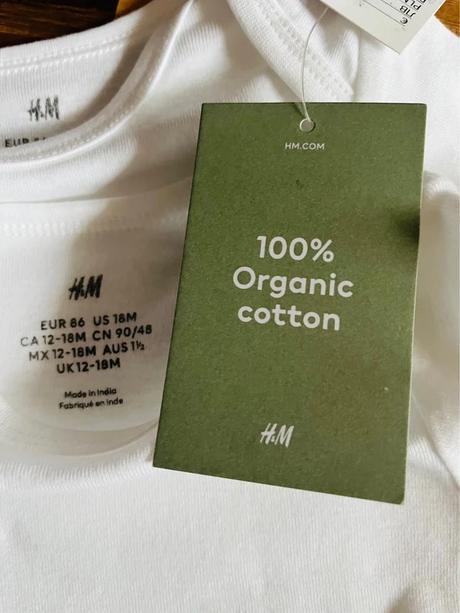 HM.COM
100%
Organic
cotton
H&M
H&M
H&M
EUR 86 US 18M
CA 12-18M CN 90/48
MX 12-18M AUS 1½
UK 12-18M
Made in India
Fabriqué en Inde